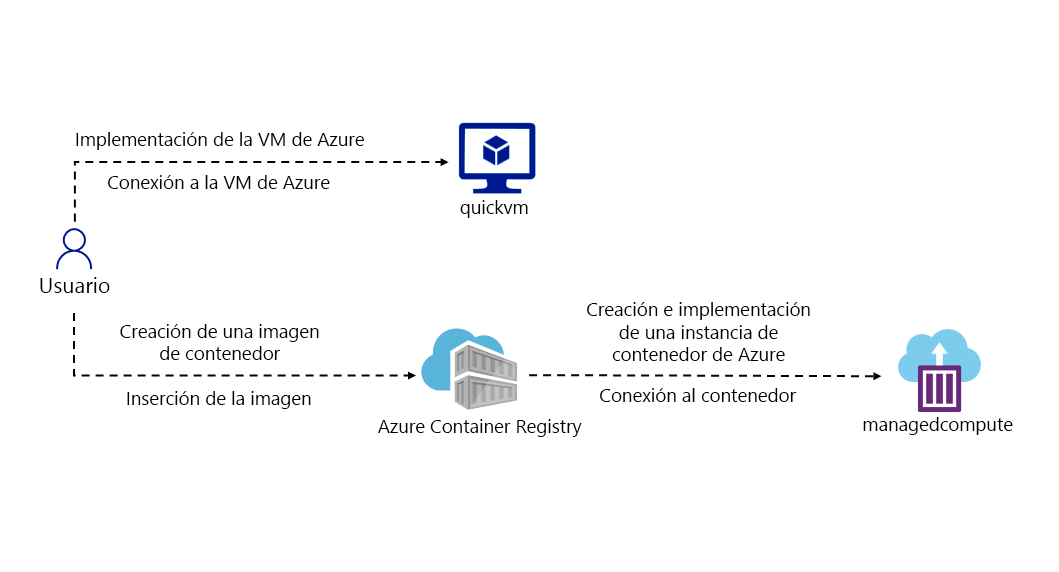 Implementación de la VM de Azure
Conexión a la VM de Azure
quickvm
Usuario
Creación de una imagen
de contenedor
Inserción de la imagen
Azure Container Registry
Creación e implementación
de una instancia de
contenedor de Azure
Conexión al contenedor
managedcompute